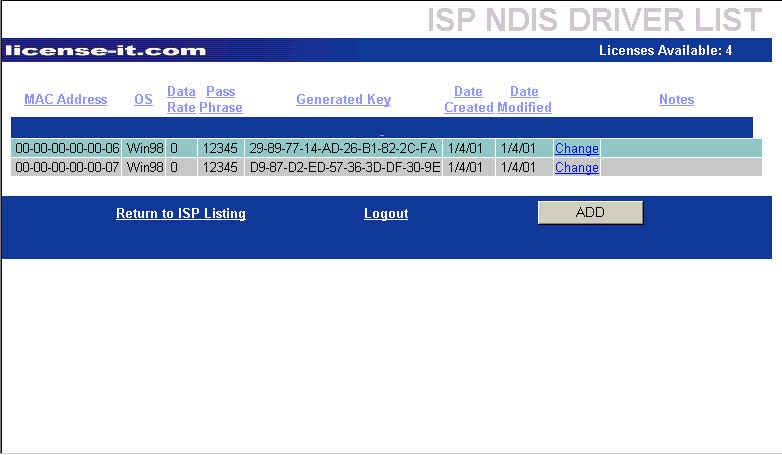 ISP NDIS DRIVER LIST
license-it.com Licenses Available: 4
MAC Address OS Data Rate Pass Phrase Generated Key Date Created Date Modified Notes
00-00-00-00-00-06 Win98 0 12345 29-89-77-14-AD-26-B1-82-2C-FA 1/4/01 1/4/01 Change
00-00-00-00-00-07 Win98 0 12345 D9-87-D2-ED-57-36-3D-DF-30-9E 1/4/01 1/4/01 Change
Return to ISP Listing Logout ADD